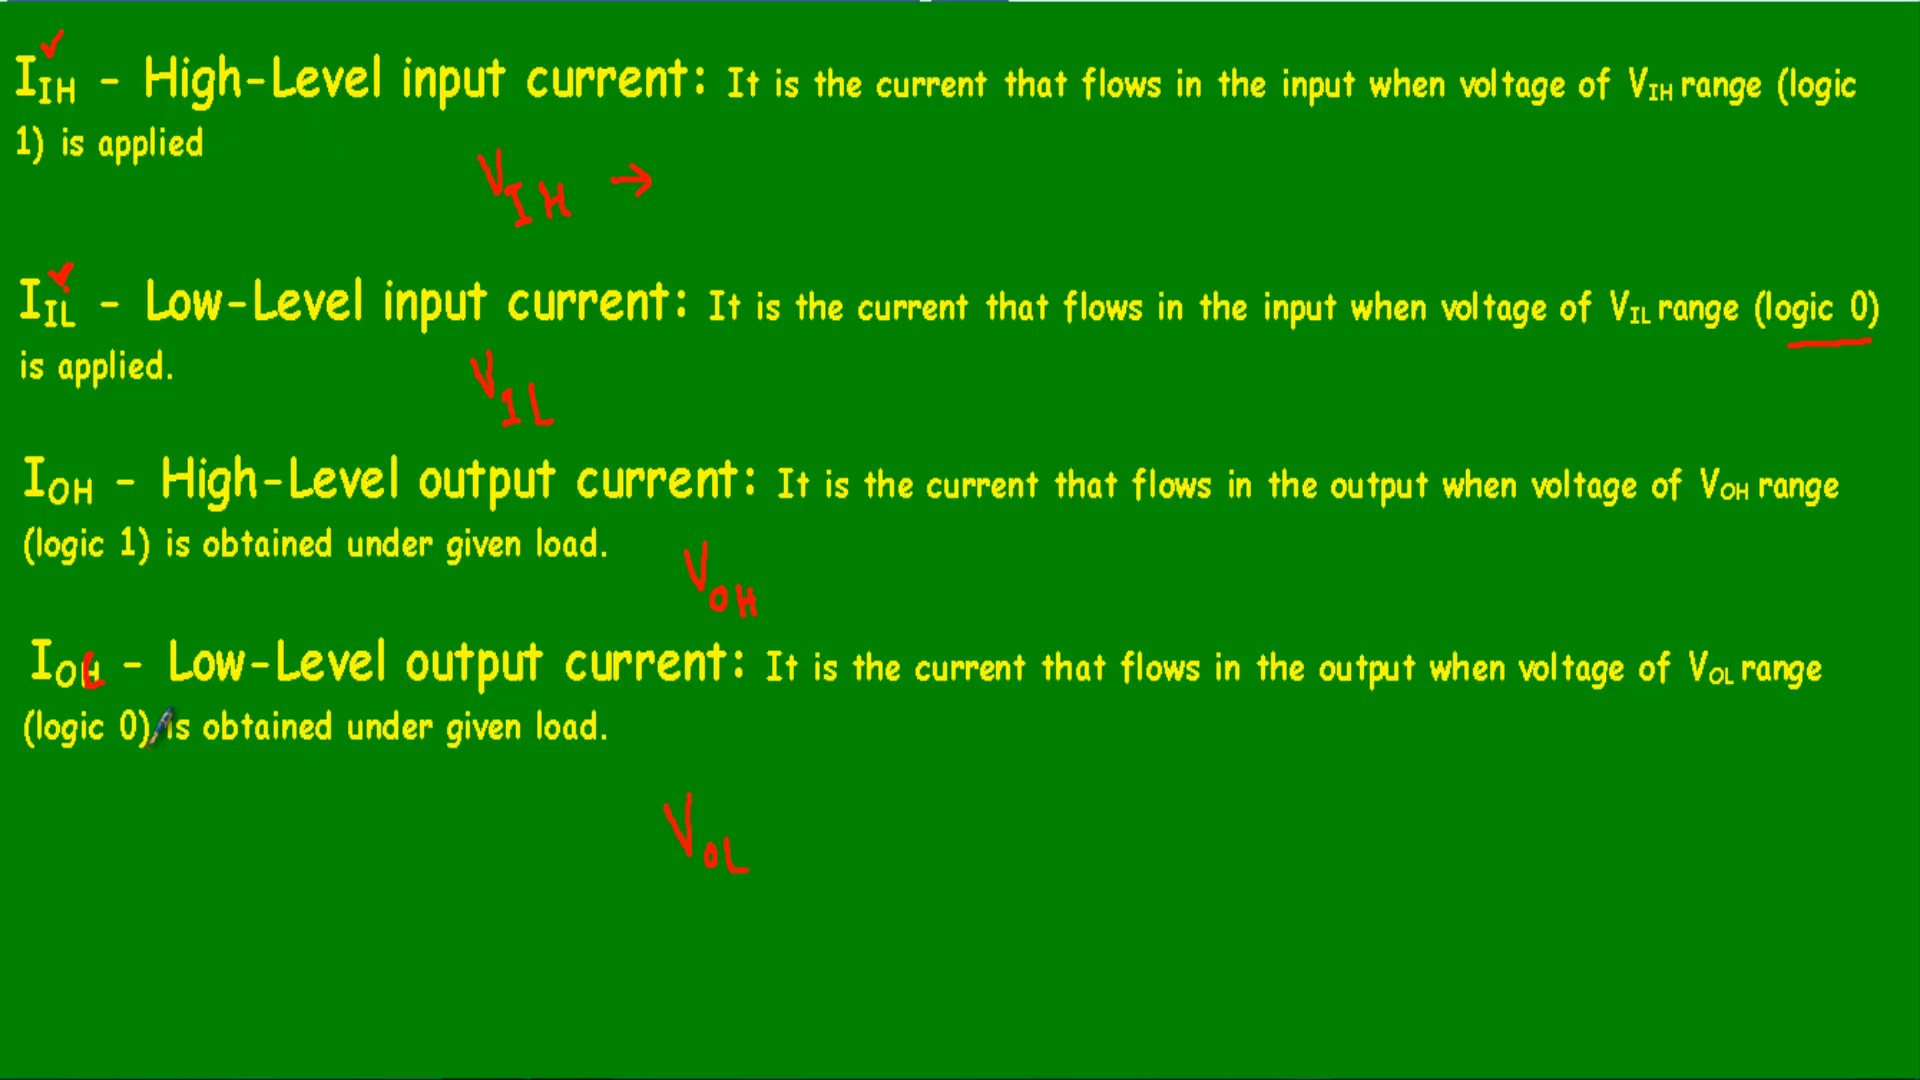 IIH - High-Level input current: It is the current that flows in the input when voltage of VIH range (logic
1) is applied
VIH →
IIL - Low-Level input current: It is the current that flows in the input when voltage of VIL range (logic 0)
is applied.
VIL
IOH - High-Level output current: It is the current that flows in the output when voltage of VOH range
(logic 1) is obtained under given load.
VOH
IOL - Low-Level output current: It is the current that flows in the output when voltage of VOL range
(logic 0) is obtained under given load.
VOL